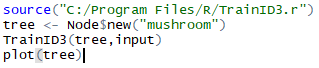 source("C:/Program Files/R/TrainID3.r")
tree <- Node$new("mushroom")
TrainID3(tree,input)
plot(tree)